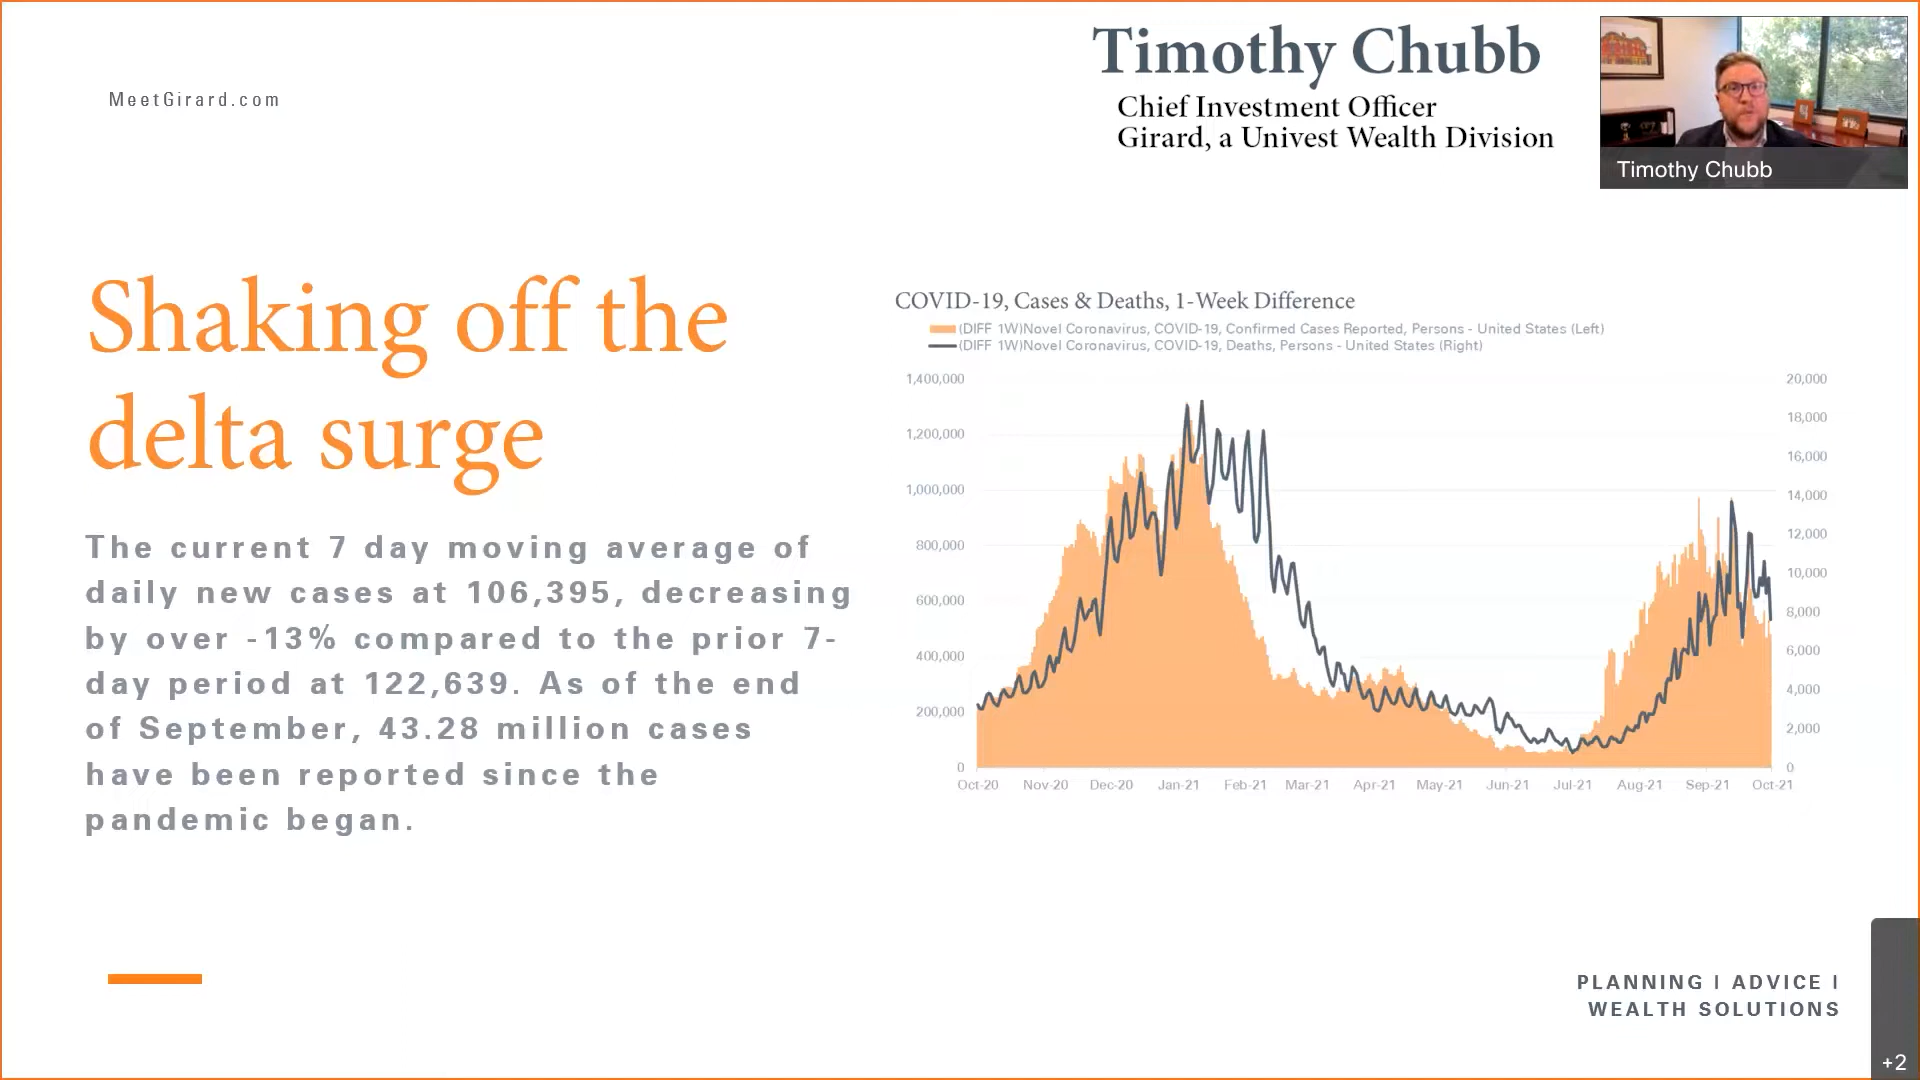 MeetGirard.com
Timothy Chubb
Chief Investment Officer
Girard, a Univest Wealth Division
Timothy Chubb
Shaking off the
delta surge
The current 7 day moving average of
daily new cases at 106,395, decreasing
by over -13% compared to the prior 7-
day period at 122,639. As of the end
of September, 43.28 million cases
have been reported since the
pandemic began.
COVID-19, Cases & Deaths, 1-Week Difference
(DIFF 1W)Novel Coronavirus, COVID-19, Confirmed Cases Reported, Persons - United States (Left)
(DIFF 1W)Novel Coronavirus, COVID-19, Deaths, Persons - United States (Right)
1,400,000
1,200,000
1,000,000
800,000
600,000
400,000
200,000
0
20,000
18,000
16,000
14,000
12,000
10,000
8,000
6,000
4,000
2,000
0
Oct-20 Nov-20 Dec-20 Jan-21 Feb-21 Mar-21 Apr-21 May-21 Jun-21 Jul-21 Aug-21 Sep-21 Oct-21
PLANNING | ADVICE |
WEALTH SOLUTIONS
+2